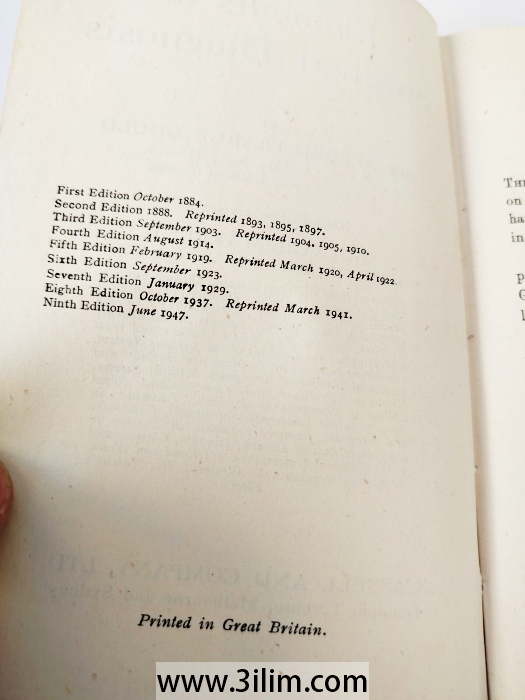 First Edition October 1884.
Second Edition 1888. Reprinted 1893, 1895, 1897.
Third Edition September 1903. Reprinted 1904, 1905, 1910.
Fourth Edition August 1914.
Fifth Edition February 1919. Reprinted March 1920, April 1922
Sixth Edition September 1923.
Seventh Edition January 1929.
Eighth Edition October 1937. Reprinted March 1941.
Ninth Edition June 1947.
Printed in Great Britain.
on
in
www.3ilim.com